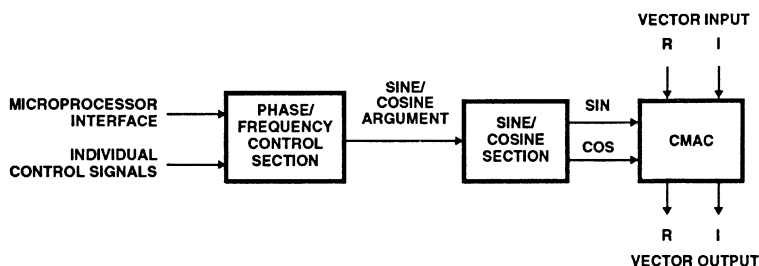 VECTOR INPUT
R I
MICROPROCESSOR
INTERFACE
INDIVIDUAL
CONTROL SIGNALS
PHASE/
FREQUENCY
CONTROL
SECTION
SINE/
COSINE
ARGUMENT
SINE/
COSINE
SECTION
SIN
COS
CMAC
R I
VECTOR OUTPUT